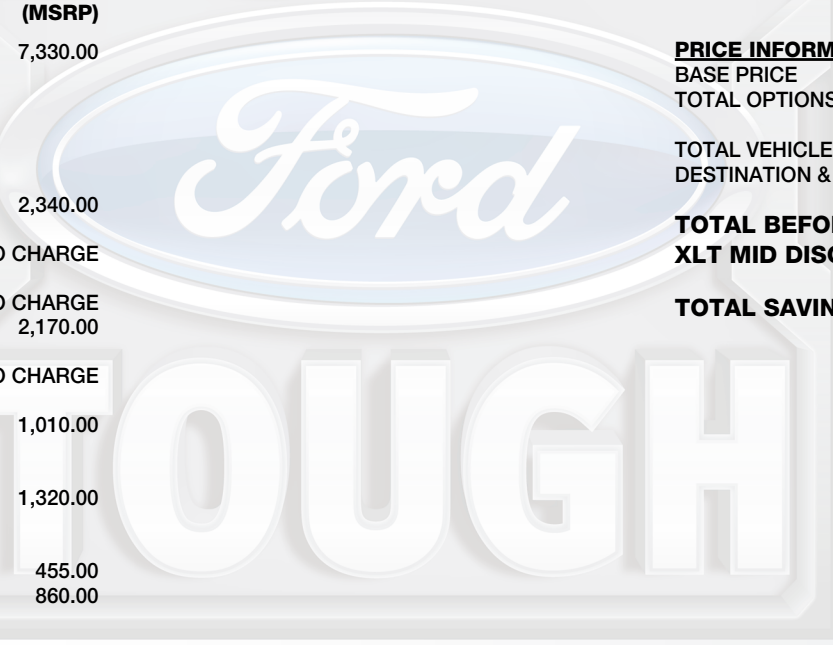 (MSRP)
7,330.00
2,340.00
O CHARGE
O CHARGE
2,170.00
O CHARGE
1,010.00
1,320.00
455.00
860.00
PRICE INFORM
BASE PRICE
TOTAL OPTIONS
TOTAL VEHICLE
DESTINATION &
TOTAL BEFO
XLT MID DISC
TOTAL SAVIN
Ford
TOUGH